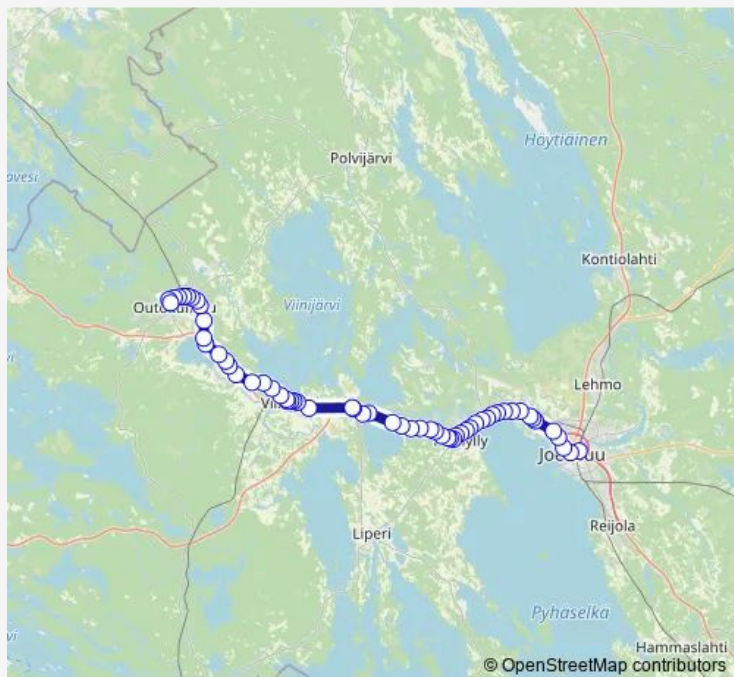 Höytiäinen
Polvijärvi
Kontiolahti
Viinijärvi
Lehmo
Reijola
Liperi
Pyhäselkä
Hammaslahti
© OpenStreetMap contributors